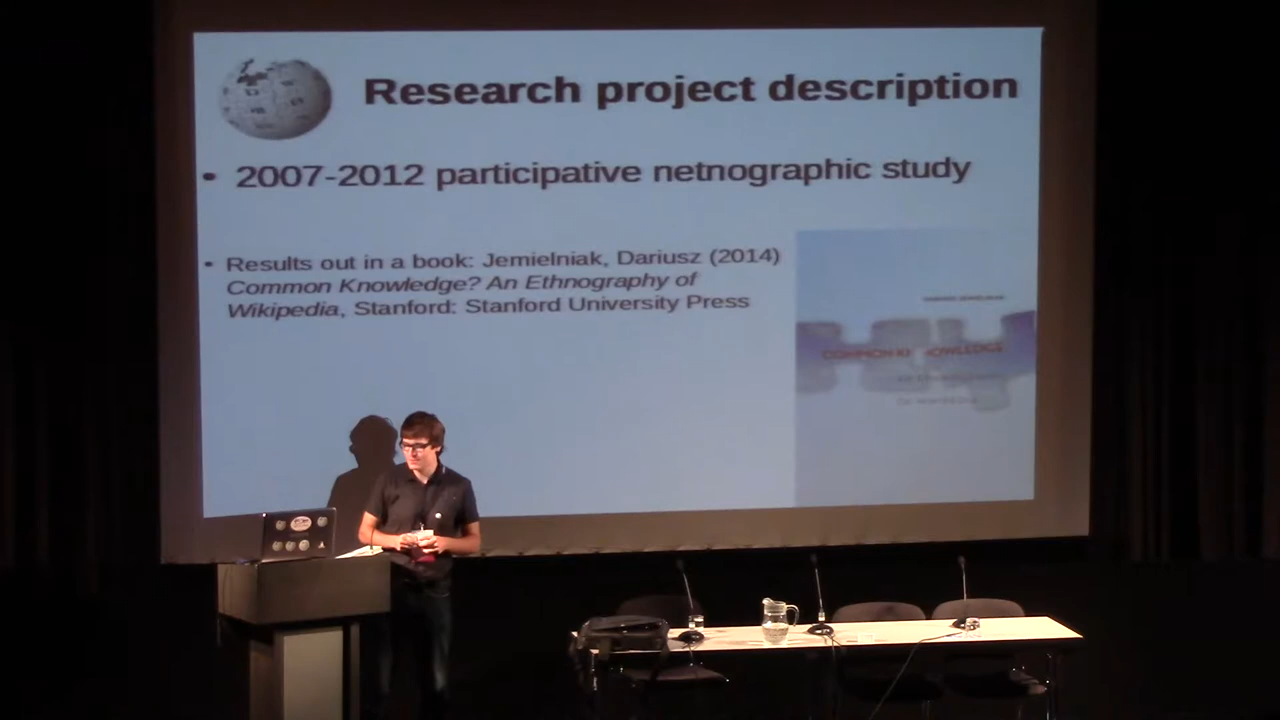 Research project description
• 2007-2012 participative netnographic study
• Results out in a book: Jemielniak, Dariusz (2014)
Common Knowledge? An Ethnography of
Wikipedia, Stanford: Stanford University Press
COMMON KNOWLEDGE